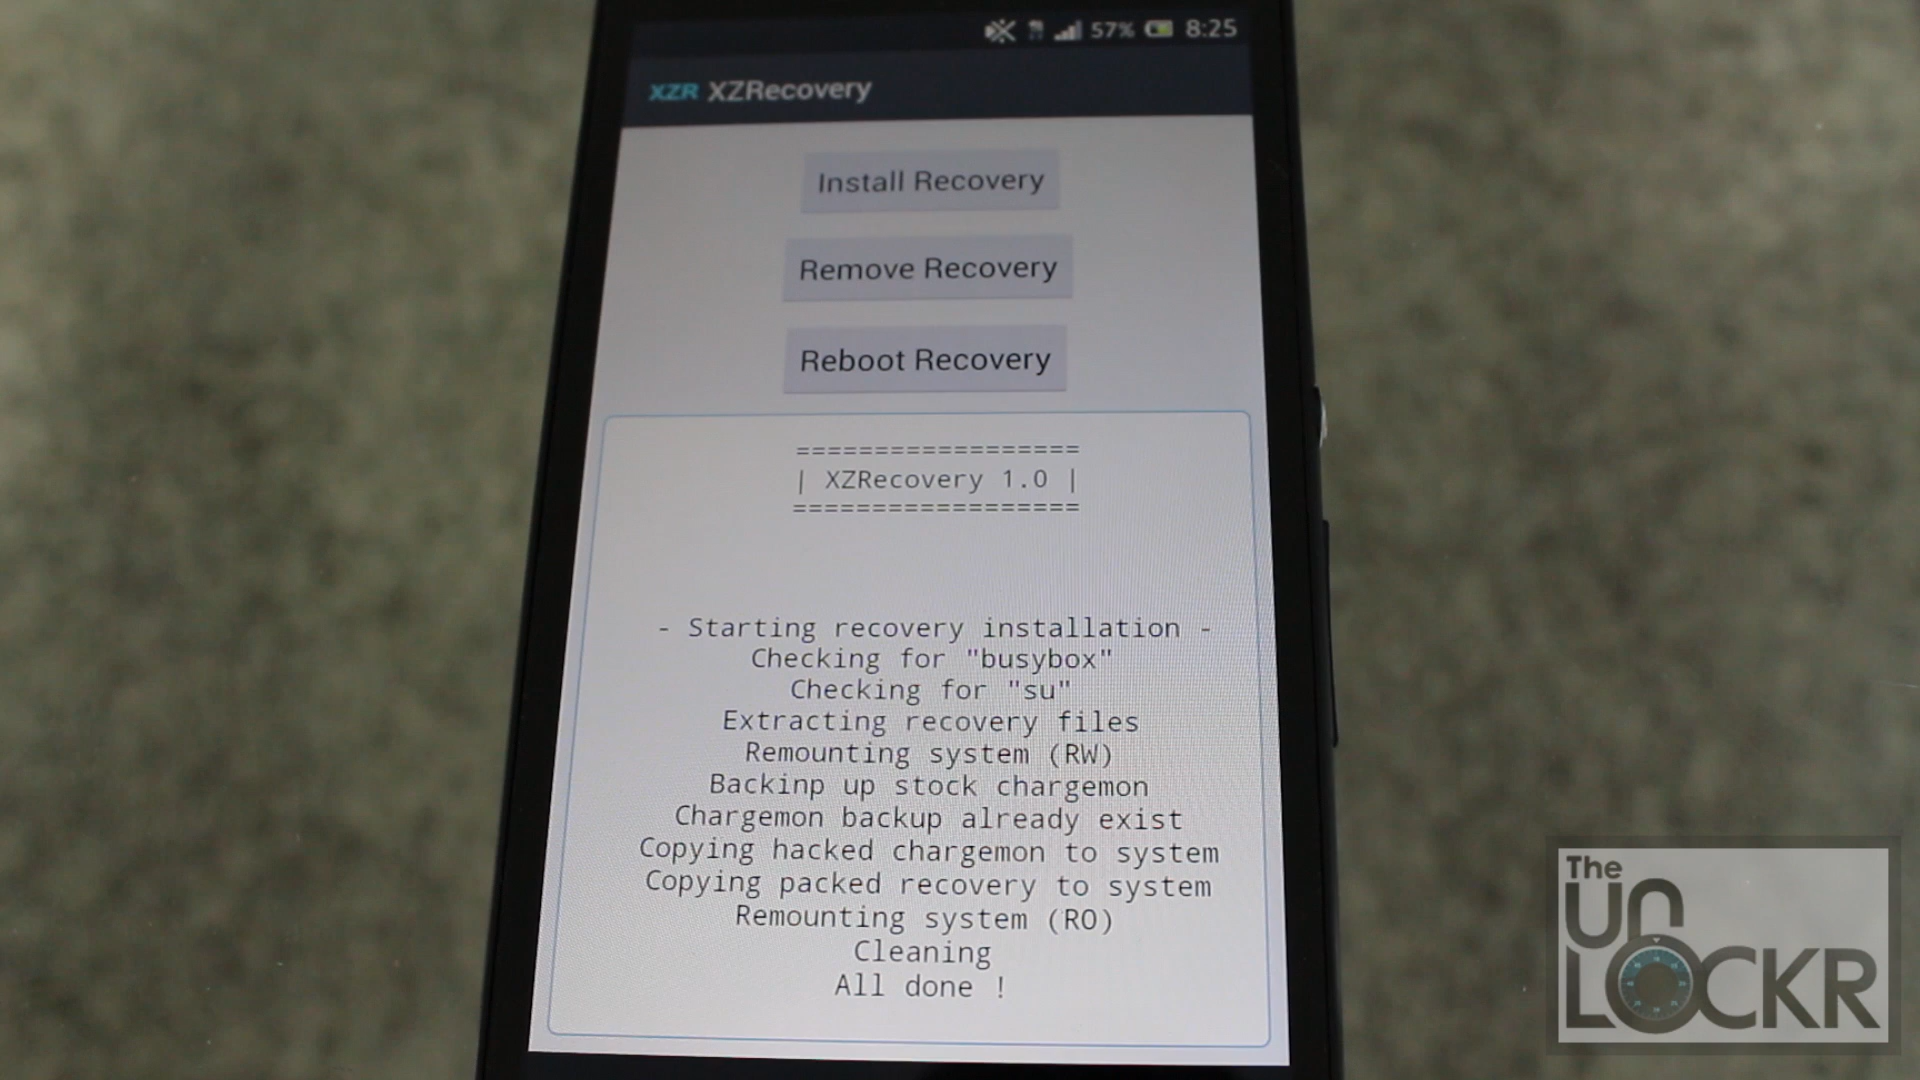 57% 8:25
XZR XZRecovery
Install Recovery
Remove Recovery
Reboot Recovery
==================
| XZRecovery 1.0 |
==================
- Starting recovery installation -
Checking for "busybox"
Checking for "su"
Extracting recovery files
Remounting system (RW)
Backinp up stock chargemon
Chargemon backup already exist
Copying hacked chargemon to system
Copying packed recovery to system
Remounting system (RO)
Cleaning
All done !
The
Un
LOCKR